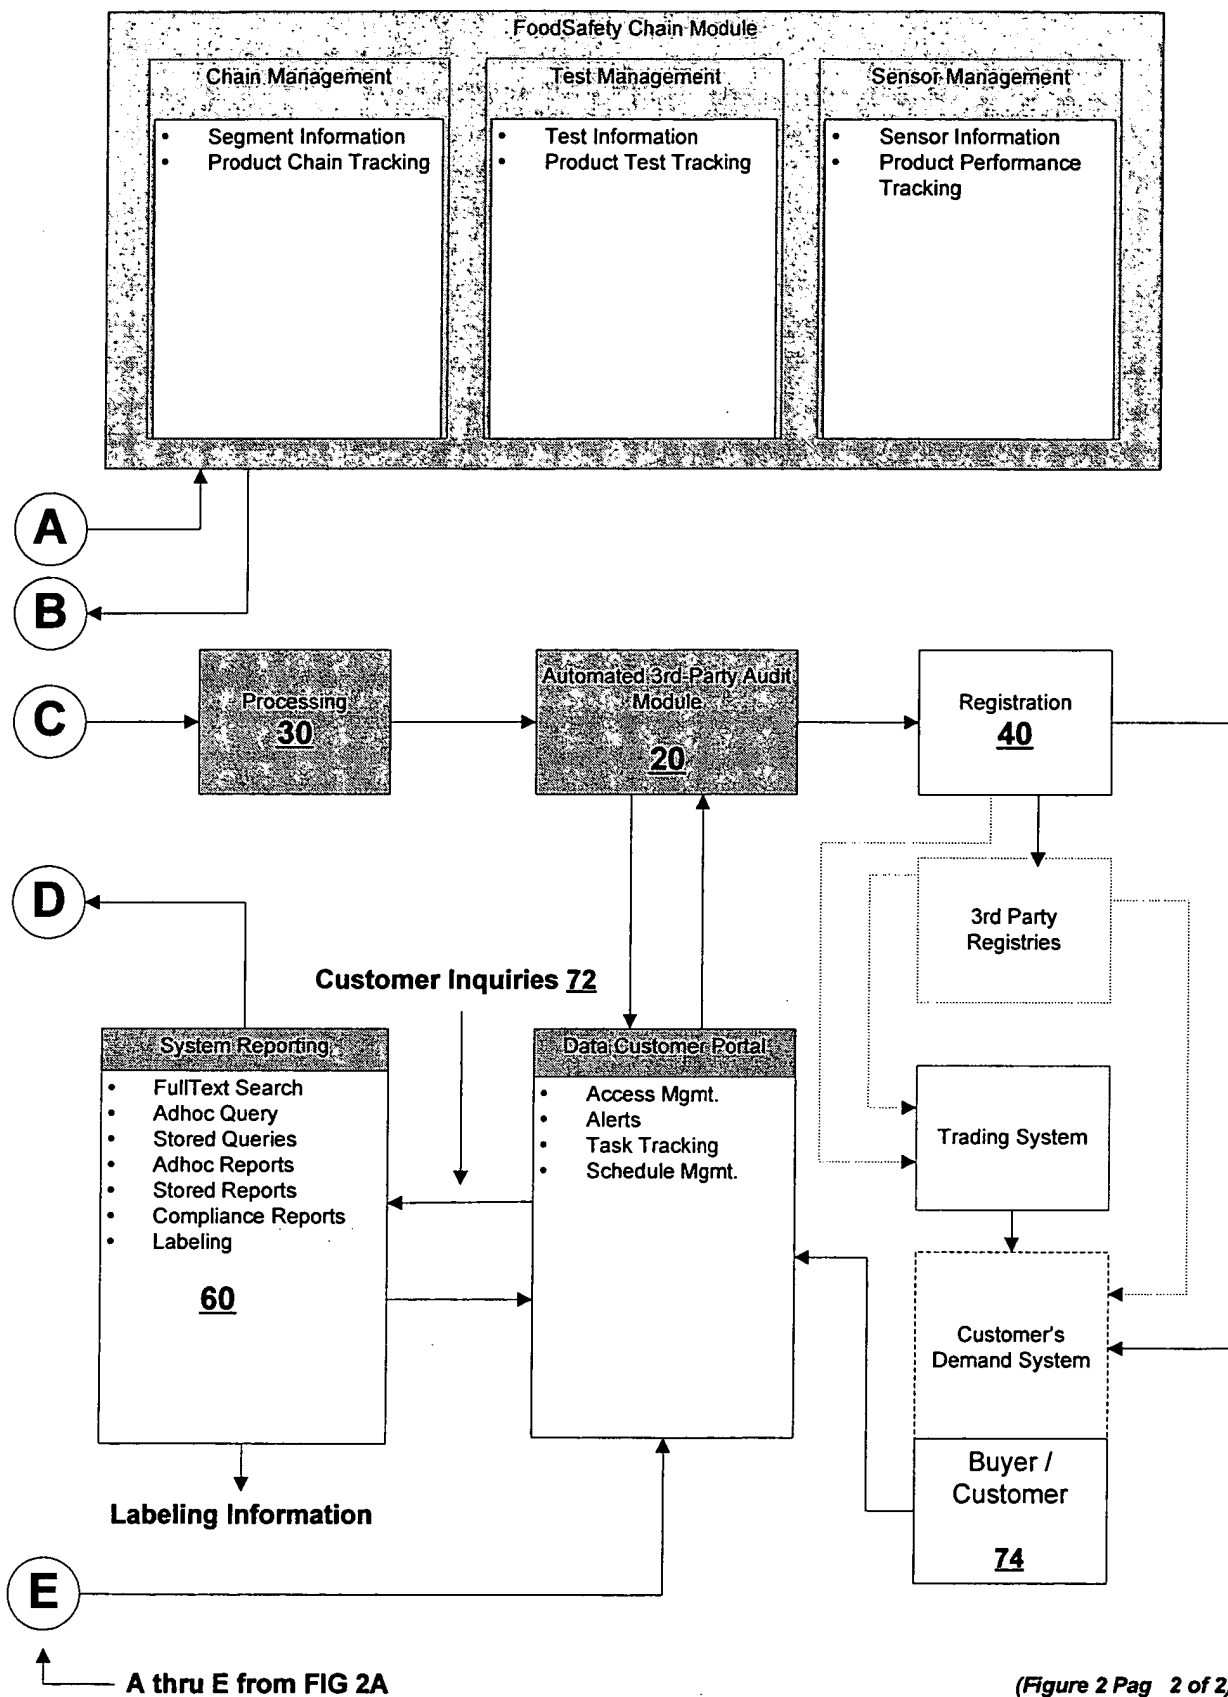 FoodSafety Chain Module
Chain Management
• Segment Information
• Product Chain Tracking
Test Management
• Test Information
• Product Test Tracking
Sensor Management
• Sensor Information
• Product Performance
Tracking
A
B
C
Processing
30
Automated 3rd-Party Audit
Module
20
Registration
40
D
3rd Party
Registries
Customer Inquiries 72
System Reporting
• FullText Search
• Adhoc Query
• Stored Queries
• Adhoc Reports
• Stored Reports
• Compliance Reports
• Labeling
60
Data Customer Portal
• Access Mgmt.
• Alerts
• Task Tracking
• Schedule Mgmt.
Trading System
Customer's
Demand System
Buyer /
Customer
74
Labeling Information
E
A thru E from FIG 2A
(Figure 2 Pag 2 of 2)